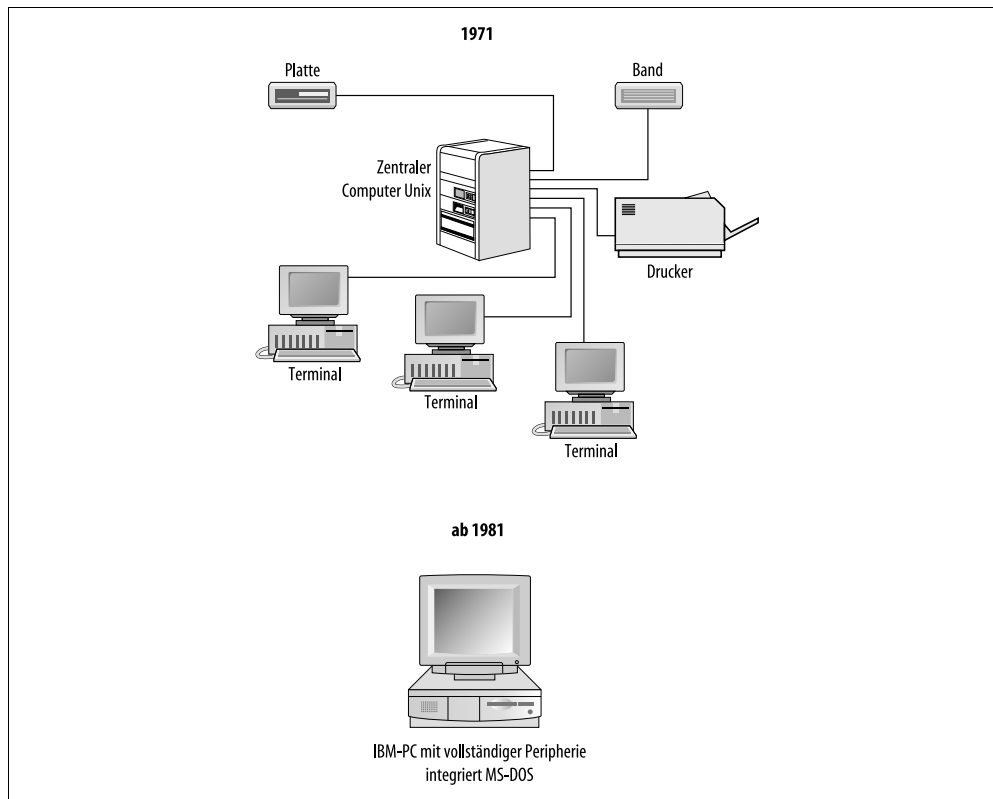 1971
Platte
Band
Zentraler
Computer Unix
Drucker
Terminal
Terminal
Terminal
ab 1981
IBM-PC mit vollständiger Peripherie
integriert MS-DOS